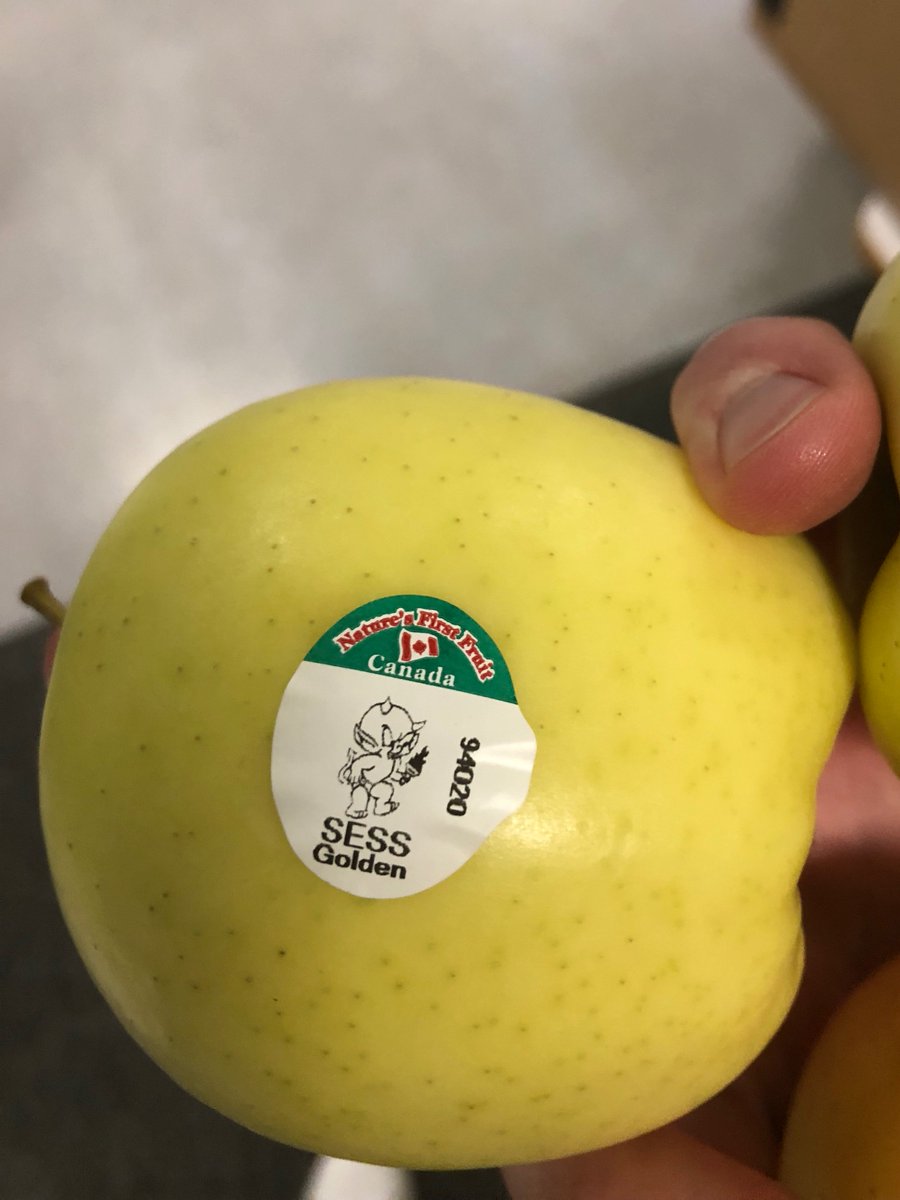 Nature's First Fruit
Canada
94020
SESS
Golden